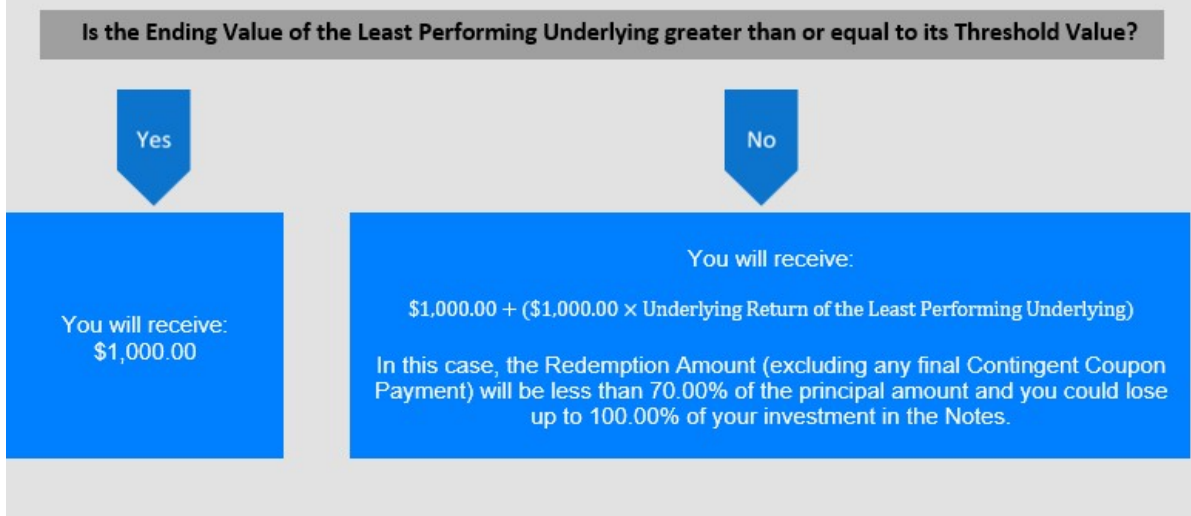 Is the Ending Value of the Least Performing Underlying greater than or equal to its Threshold Value?
Yes
No
You will receive:
$1,000.00
You will receive:
$1,000.00 + ($1,000.00 × Underlying Return of the Least Performing Underlying)
In this case, the Redemption Amount (excluding any final Contingent Coupon
Payment) will be less than 70.00% of the principal amount and you could lose
up to 100.00% of your investment in the Notes.